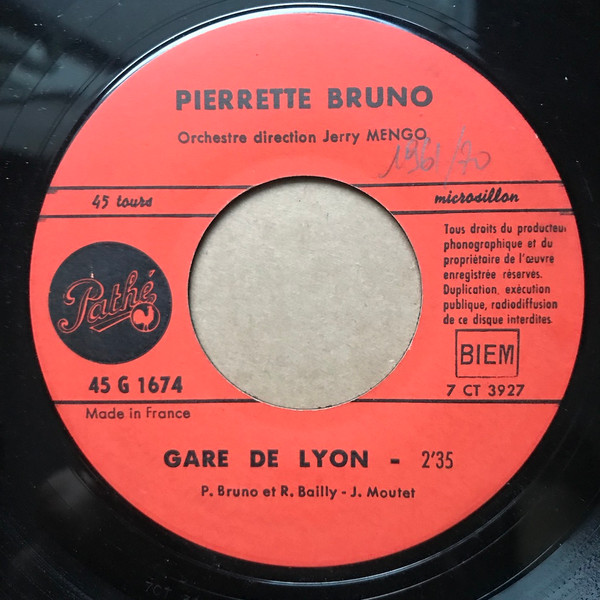 PIERRETTE BRUNO
Orchestre direction Jerry MENGO
45 tours
microsillon
Tous droits du producteur
phonographique et du
propriétaire de l'œuvre
enregistrée réservés.
Duplication, exécution
publique, radiodiffusion
de ce disque interdites.
Pathé
BIEM
45 G 1674
7 CT 3927
Made in France
GARE DE LYON - 2'35
P. Bruno et R. Bailly - J. Moutet